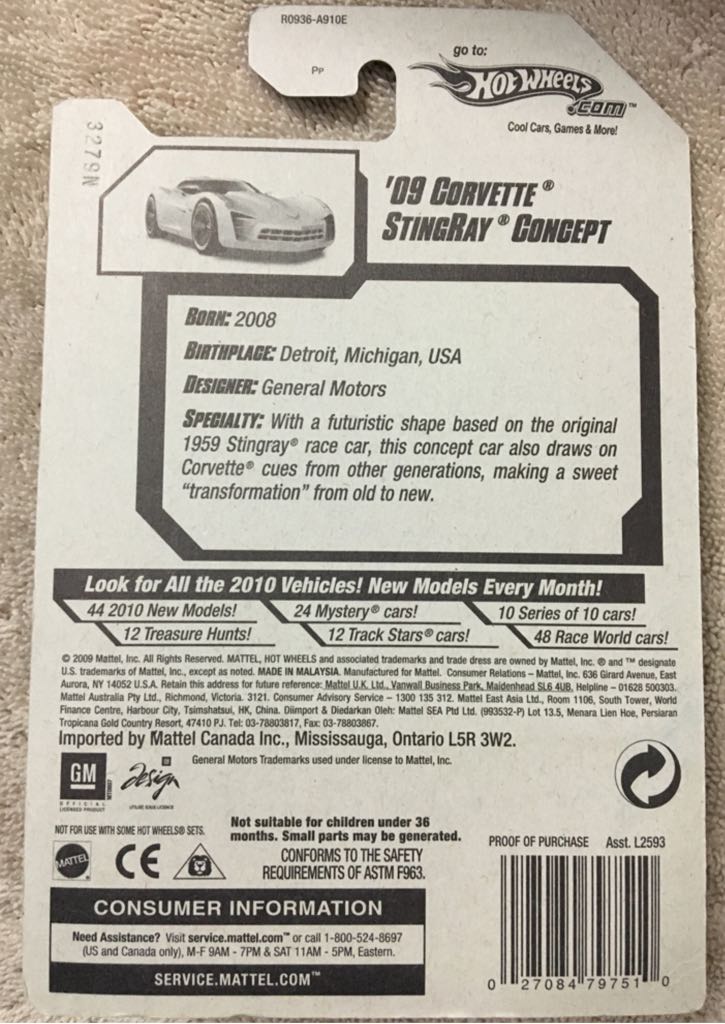 R0936-A910E
PP
go to:
HOT WHEELS
.COM™
Cool Cars, Games & More!
3279N
'09 CORVETTE®
STINGRAY® CONCEPT
BORN: 2008
BIRTHPLACE: Detroit, Michigan, USA
DESIGNER: General Motors
SPECIALTY: With a futuristic shape based on the original
1959 Stingray® race car, this concept car also draws on
Corvette® cues from other generations, making a sweet
“transformation” from old to new.
Look for All the 2010 Vehicles! New Models Every Month!
44 2010 New Models!
24 Mystery® cars!
10 Series of 10 cars!
12 Treasure Hunts!
12 Track Stars® cars!
48 Race World cars!
© 2009 Mattel, Inc. All Rights Reserved. MATTEL, HOT WHEELS and associated trademarks and trade dress are owned by Mattel, Inc. ® and ™ designate
U.S. trademarks of Mattel, Inc., except as noted. MADE IN MALAYSIA. Manufactured for Mattel. Consumer Relations – Mattel, Inc. 636 Girard Avenue, East
Aurora, NY 14052 U.S.A. Retain this address for future reference: Mattel U.K. Ltd., Vanwall Business Park, Maidenhead SL6 4UB. Helpline – 01628 500303.
Mattel Australia Pty Ltd., Richmond, Victoria. 3121. Consumer Advisory Service – 1300 135 312. Mattel East Asia Ltd., Room 1106, South Tower, World
Finance Centre, Harbour City, Tsimshatsui, HK, China. Diimport & Diedarkan Oleh: Mattel SEA Ptd Ltd. (993532-P) Lot 13.5, Menara Lien Hoe, Persiaran
Tropicana Gold Country Resort, 47410 PJ. Tel: 03-78803817, Fax: 03-78803867.
Imported by Mattel Canada Inc., Mississauga, Ontario L5R 3W2.
General Motors Trademarks used under license to Mattel, Inc.
GM
OFFICIAL
LICENSED PRODUCT
design
NOT FOR USE WITH SOME HOT WHEELS® SETS.
Not suitable for children under 36
months. Small parts may be generated.
MATTEL
CE
CONFORMS TO THE SAFETY
REQUIREMENTS OF ASTM F963.
PROOF OF PURCHASE Asst. L2593
CONSUMER INFORMATION
Need Assistance? Visit service.mattel.com™ or call 1-800-524-8697
(US and Canada only), M-F 9AM - 7PM & SAT 11AM - 5PM, Eastern.
SERVICE.MATTEL.COM™
0 27084 79751 0